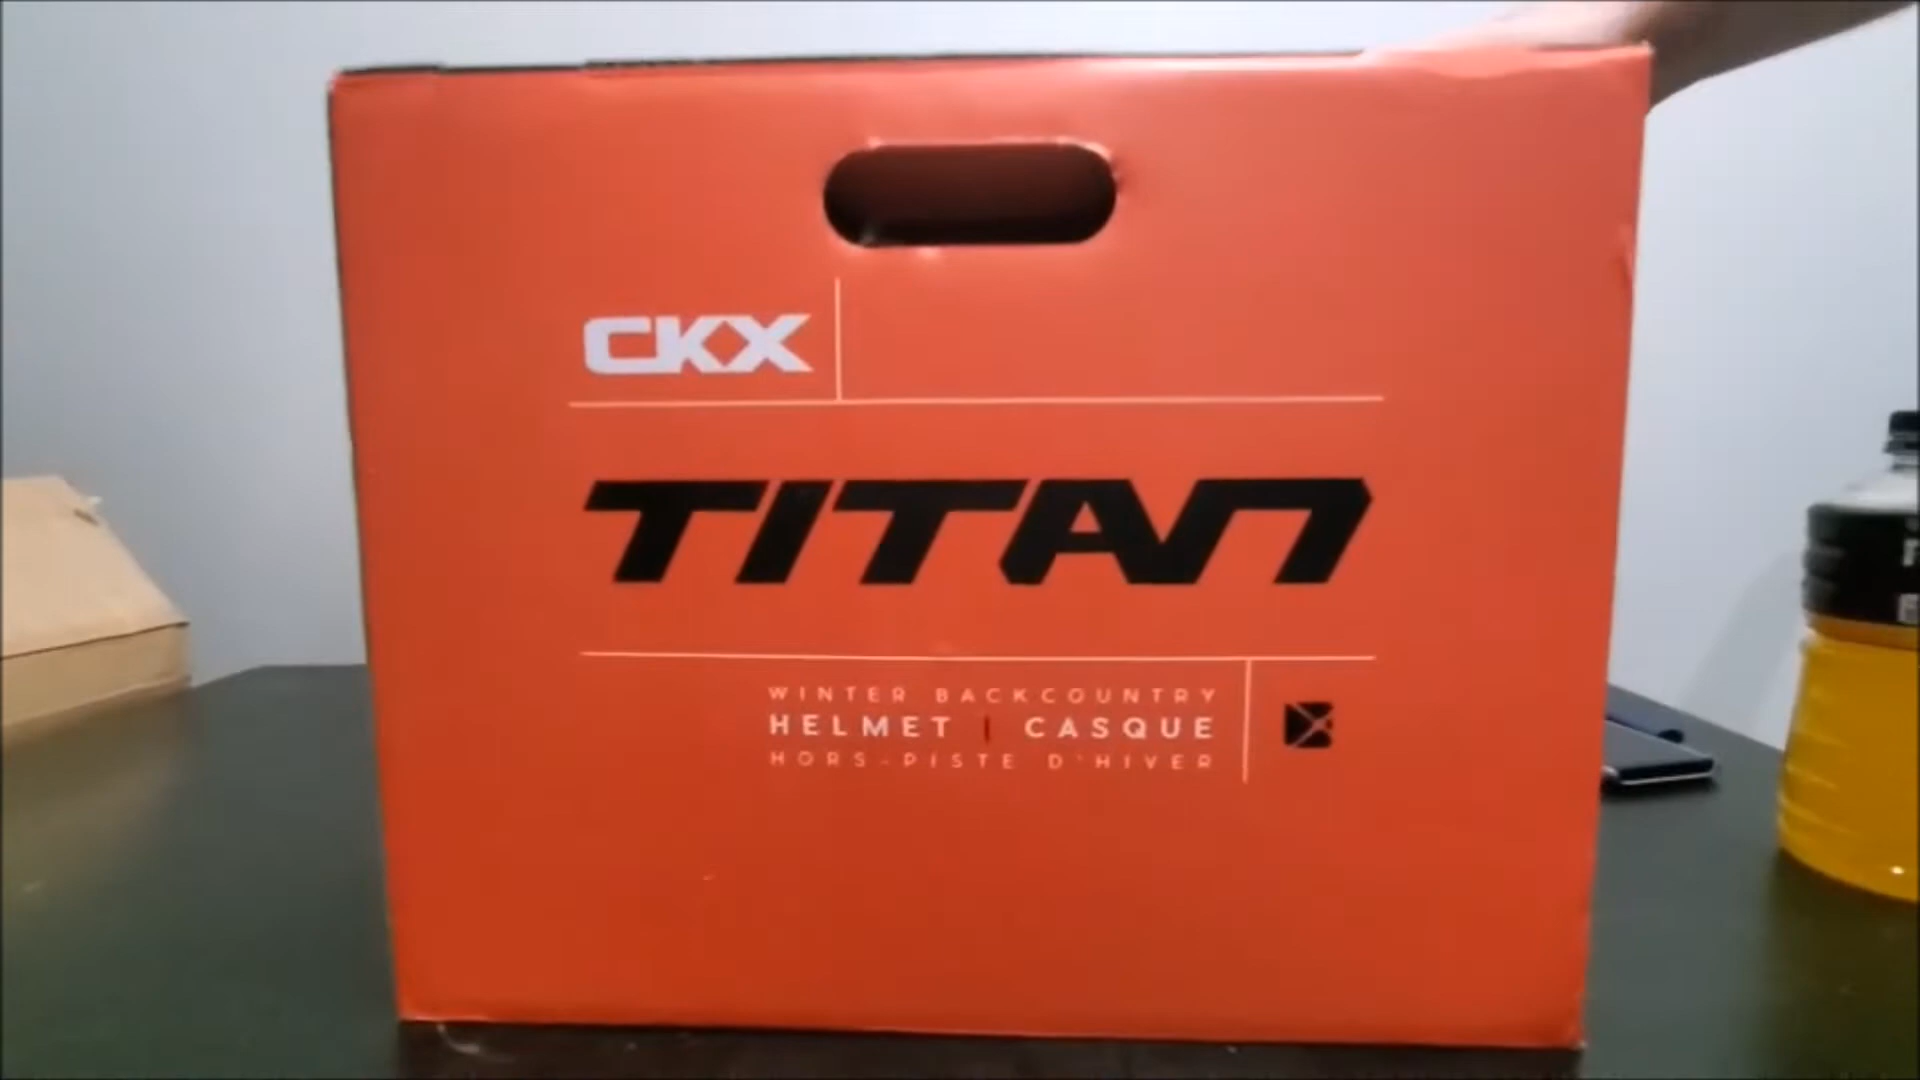 CKX
TITAN
WINTER BACKCOUNTRY
HELMET | CASQUE
HORS-PISTE D'HIVER